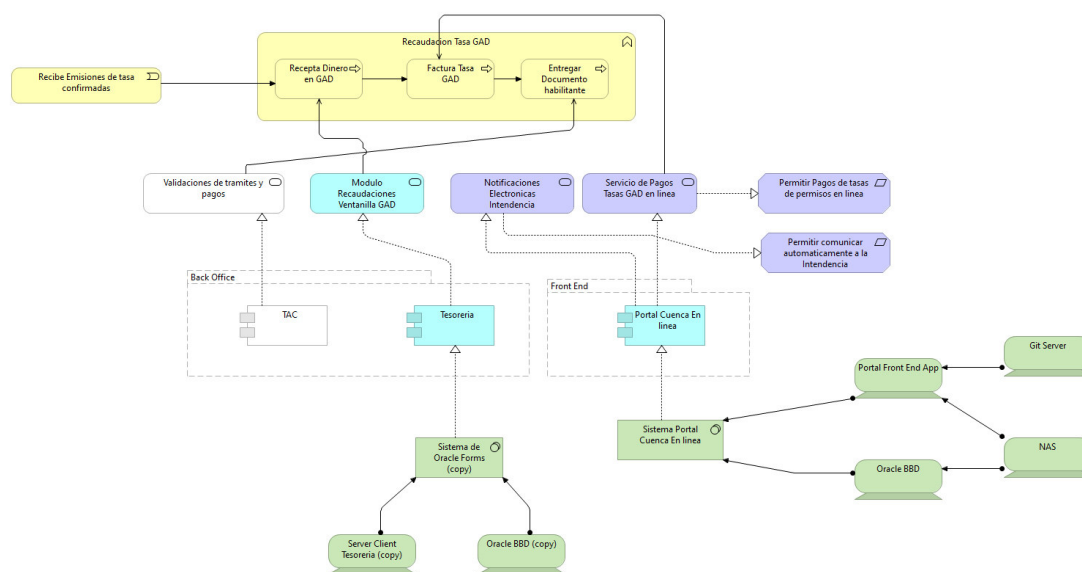 Recaudacion Tasa GAD
Recibe Emisiones de tasa
confirmadas
Recepta Dinero
en GAD
Factura Tasa
GAD
Entregar
Documento
habilitante
Validaciones de tramites y
pagos
Modulo
Recaudaciones
Ventanilla GAD
Notificaciones
Electronicas
Intendencia
Servicio de Pagos
Tasas GAD en linea
Permitir Pagos de tasas
de permisos en linea
Permitir comunicar
automaticamente a la
Intendencia
Back Office
TAC
Tesoreria
Front End
Portal Cuenca En
linea
Git Server
Portal Front End App
Sistema de
Oracle Forms
(copy)
Sistema Portal
Cuenca En linea
NAS
Oracle BBD
Server Client
Tesoreria (copy)
Oracle BBD (copy)